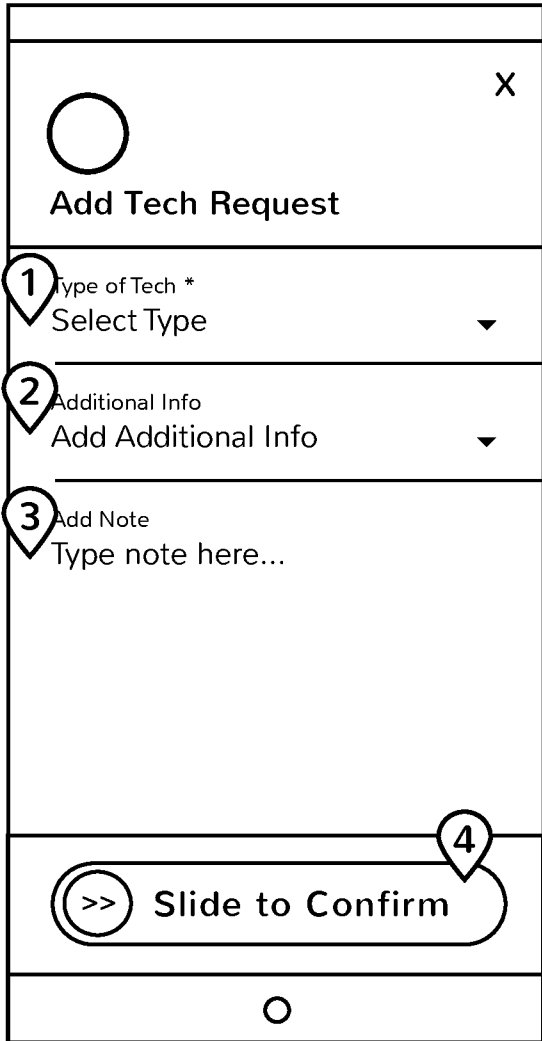 X
Add Tech Request
1
Type of Tech *
Select Type
2
Additional Info
Add Additional Info
3
Add Note
Type note here...
4
>> Slide to Confirm